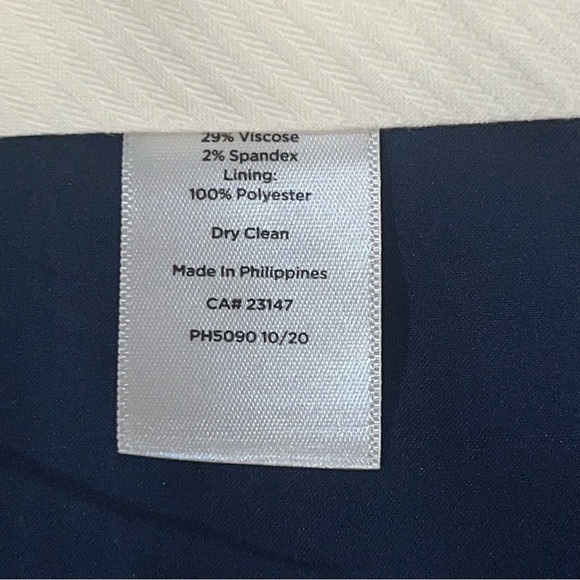 29% Viscose
2% Spandex
Lining:
100% Polyester
Dry Clean
Made In Philippines
CA# 23147
PH5090 10/20